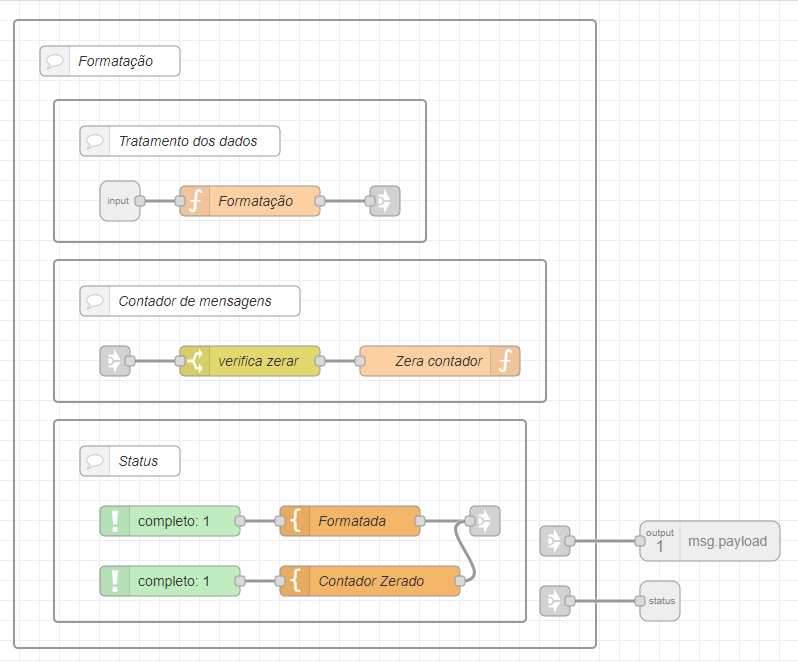 Formatação
Tratamento dos dados
input
Formatação
Contador de mensagens
verifica zerar
Zera contador
Status
completo: 1
Formatada
completo: 1
Contador Zerado
output
1
msg.payload
status